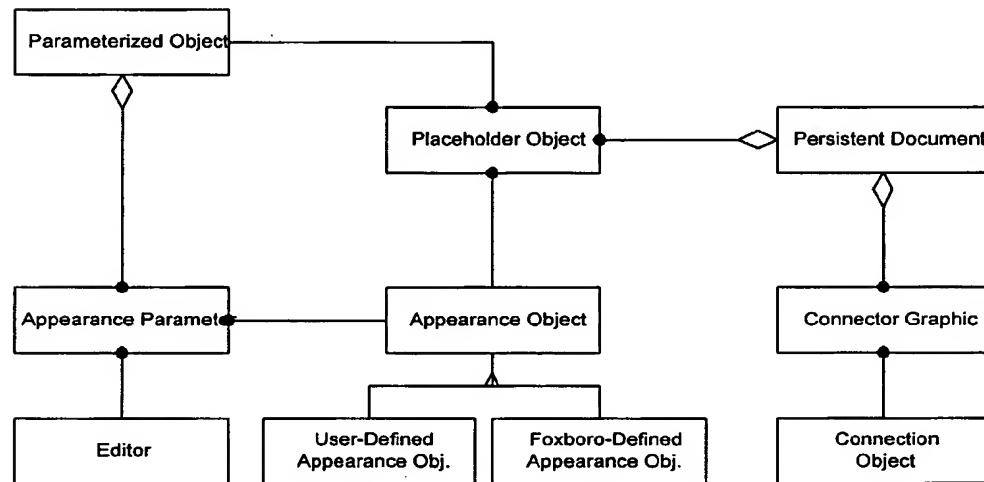 Parameterized Object
Placeholder Object
Persistent Document
Appearance Parameter
Appearance Object
Connector Graphic
Editor
User-Defined
Appearance Obj.
Foxboro-Defined
Appearance Obj.
Connection
Object